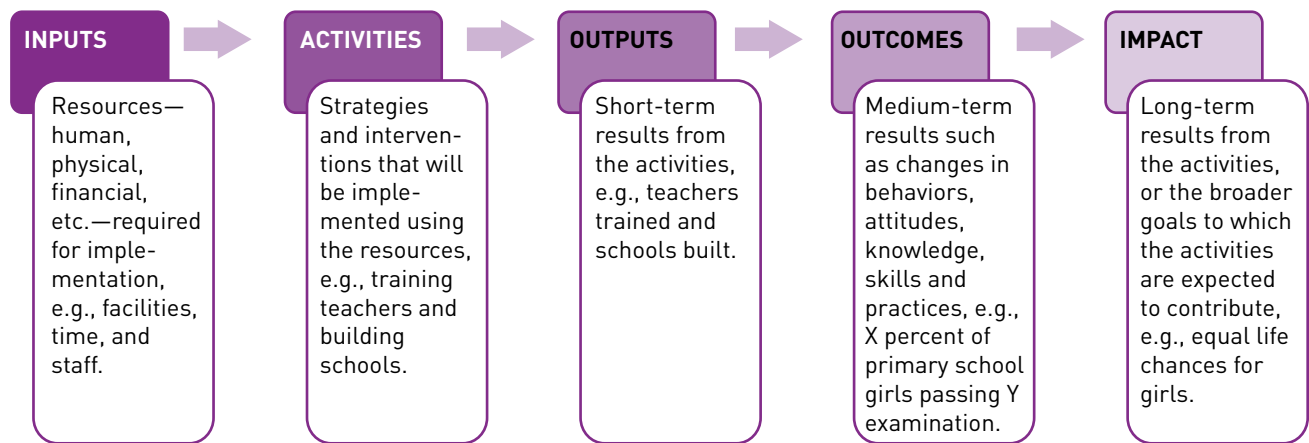 INPUTS
Resources—
human,
physical,
financial,
etc.—required
for imple-
mentation,
e.g., facilities,
time, and
staff.
ACTIVITIES
Strategies
and interven-
tions that will
be imple-
mented using
the resources,
e.g., training
teachers and
building
schools.
OUTPUTS
Short-term
results from
the activities,
e.g., teachers
trained and
schools built.
OUTCOMES
Medium-term
results such
as changes in
behaviors,
attitudes,
knowledge,
skills and
practices, e.g.,
X percent of
primary school
girls passing Y
examination.
IMPACT
Long-term
results from
the activities,
or the broader
goals to which
the activities
are expected
to contribute,
e.g., equal life
chances for
girls.